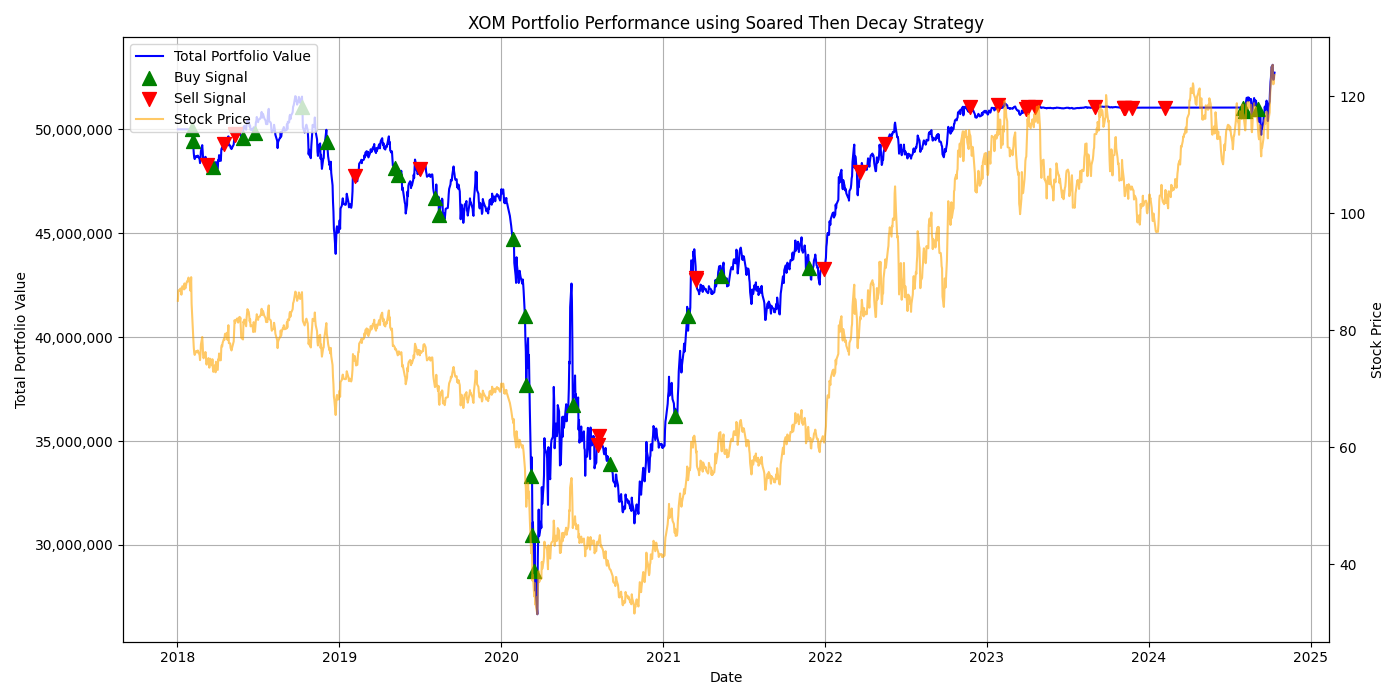 XOM Portfolio Performance using Soared Then Decay Strategy
Total Portfolio Value
Buy Signal
Sell Signal
Stock Price
Total Portfolio Value
50,000,000
45,000,000
40,000,000
35,000,000
30,000,000
120
100
80
60
40
Stock Price
2018 2019 2020 2021 2022 2023 2024 2025
Date